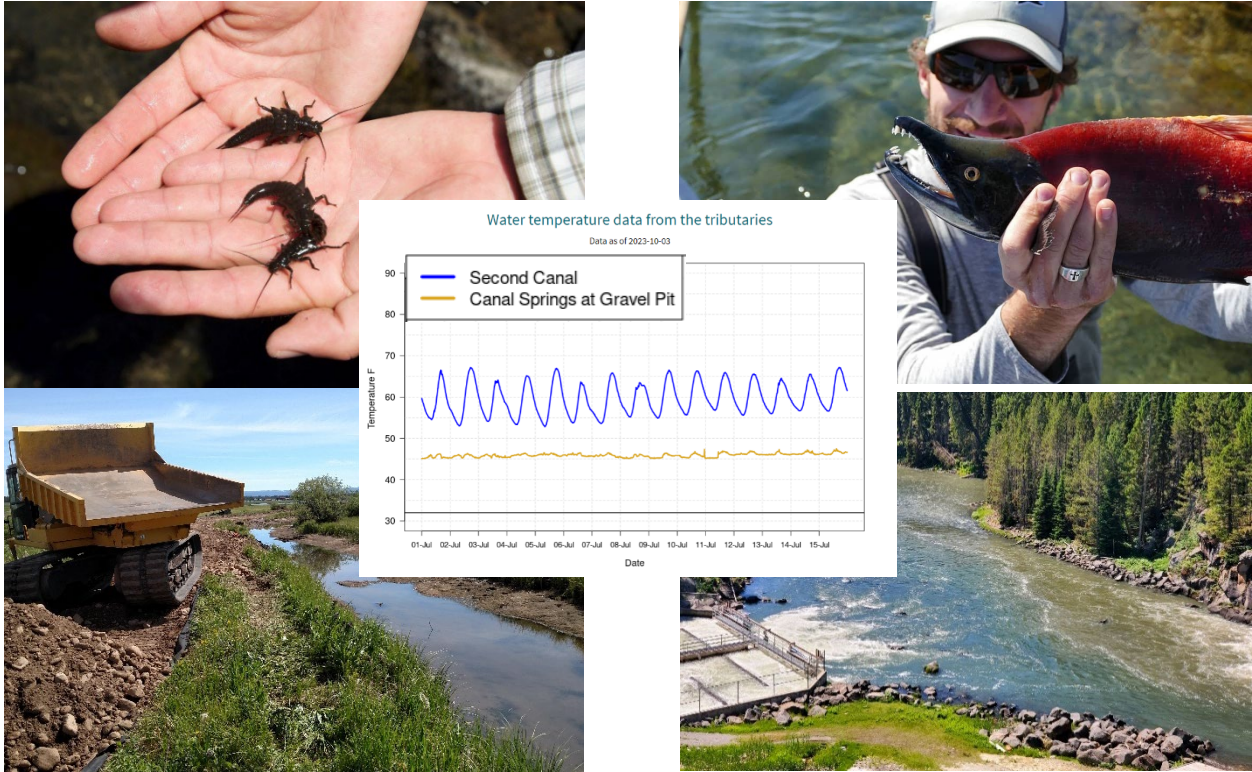 Water temperature data from the tributaries
Data as of 2023-10-03
Second Canal
Canal Springs at Gravel Pit
Temperature F
90
80
70
60
50
40
30
01-Jul 02-Jul 03-Jul 04-Jul 05-Jul 06-Jul 07-Jul 08-Jul 09-Jul 10-Jul 11-Jul 12-Jul 13-Jul 14-Jul 15-Jul
Date